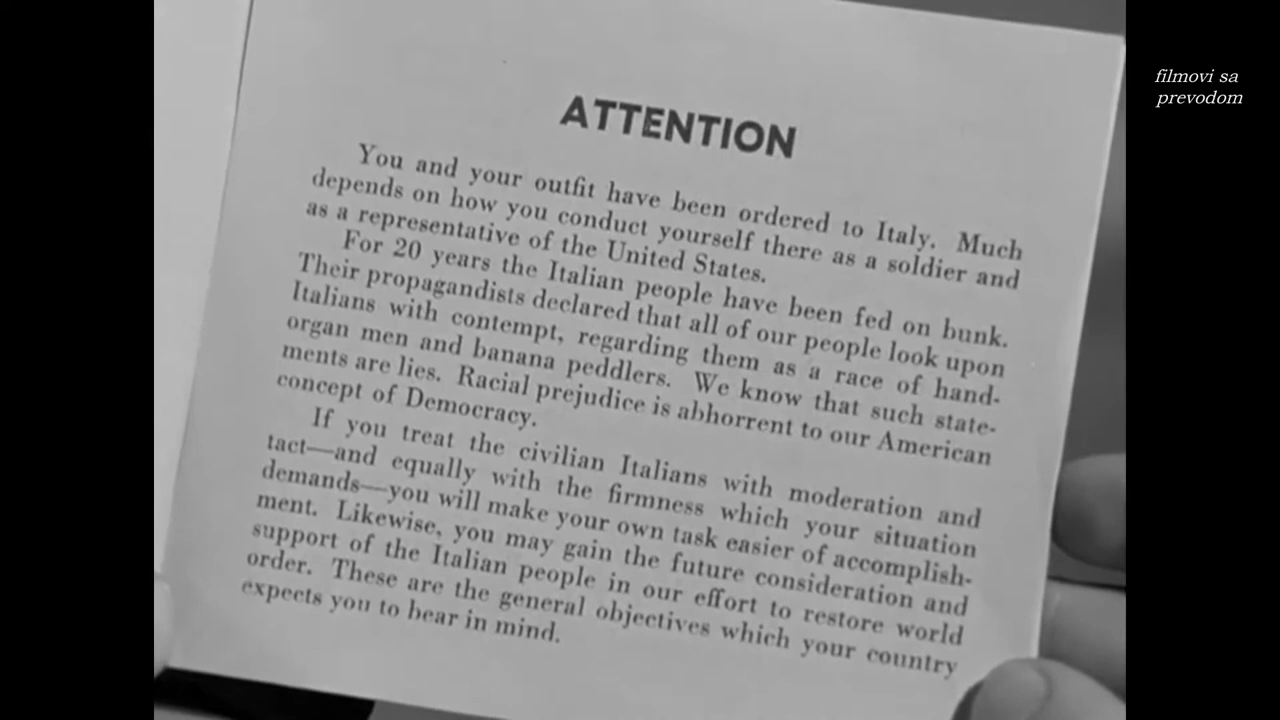 ATTENTION
You and your outfit have been ordered to Italy. Much
depends on how you conduct yourself there as a soldier and
as a representative of the United States.
For 20 years the Italian people have been fed on bunk.
Their propagandists declared that all of our people look upon
Italians with contempt, regarding them as a race of hand-
organ men and banana peddlers. We know that such state-
ments are lies. Racial prejudice is abhorrent to our American
concept of Democracy.
If you treat the civilian Italians with moderation and
tact—and equally with the firmness which your situation
demands—you will make your own task easier of accomplish-
ment. Likewise, you may gain the future consideration and
support of the Italian people in our effort to restore world
order. These are the general objectives which your country
expects you to bear in mind.
filmovi sa
prevodom